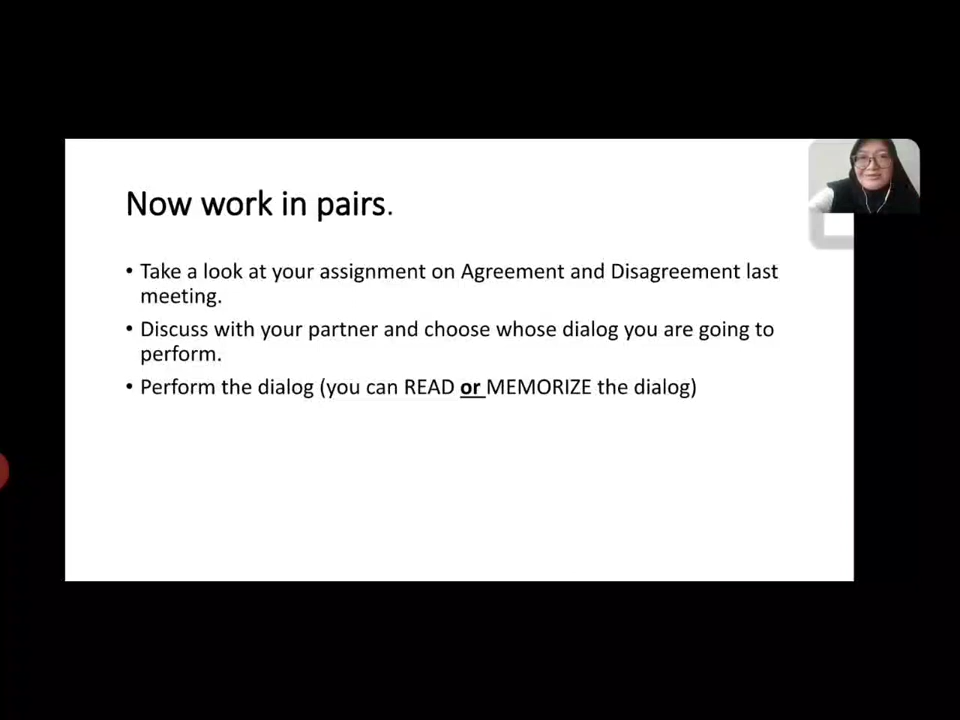 Now work in pairs.
• Take a look at your assignment on Agreement and Disagreement last
meeting.
• Discuss with your partner and choose whose dialog you are going to
perform.
• Perform the dialog (you can READ or MEMORIZE the dialog)